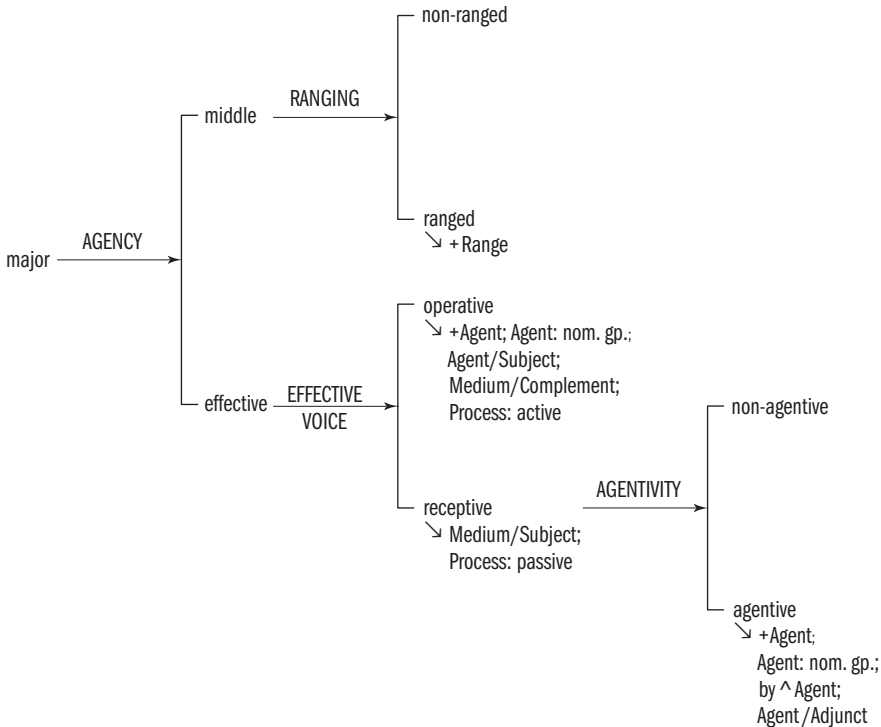 non-ranged
middle
RANGING
ranged
↘ +Range
major
AGENCY
operative
↘ +Agent; Agent: nom. gp.;
Agent/Subject;
Medium/Complement;
Process: active
effective
EFFECTIVE
VOICE
non-agentive
receptive
↘ Medium/Subject;
Process: passive
AGENTIVITY
agentive
↘ +Agent;
Agent: nom. gp.;
by ^ Agent;
Agent/Adjunct